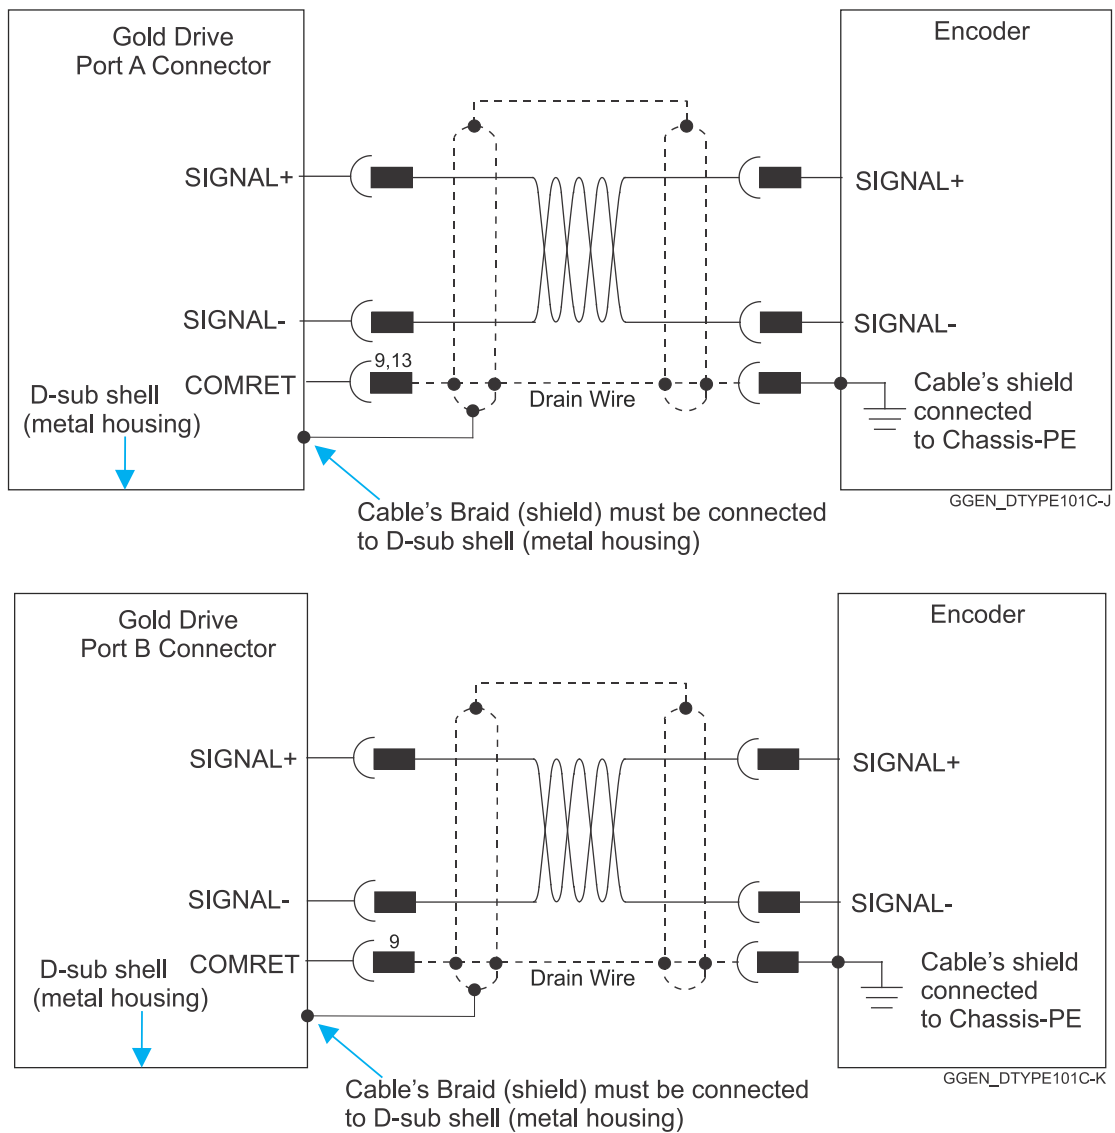 Gold Drive
Port A Connector
Encoder
SIGNAL+
SIGNAL+
SIGNAL-
SIGNAL-
9,13
COMRET
Drain Wire
D-sub shell
(metal housing)
Cable's shield
connected
to Chassis-PE
GGEN_DTYPE101C-J
Cable's Braid (shield) must be connected
to D-sub shell (metal housing)
Gold Drive
Port B Connector
Encoder
SIGNAL+
SIGNAL+
SIGNAL-
SIGNAL-
9
COMRET
Drain Wire
D-sub shell
(metal housing)
Cable's shield
connected
to Chassis-PE
GGEN_DTYPE101C-K
Cable's Braid (shield) must be connected
to D-sub shell (metal housing)